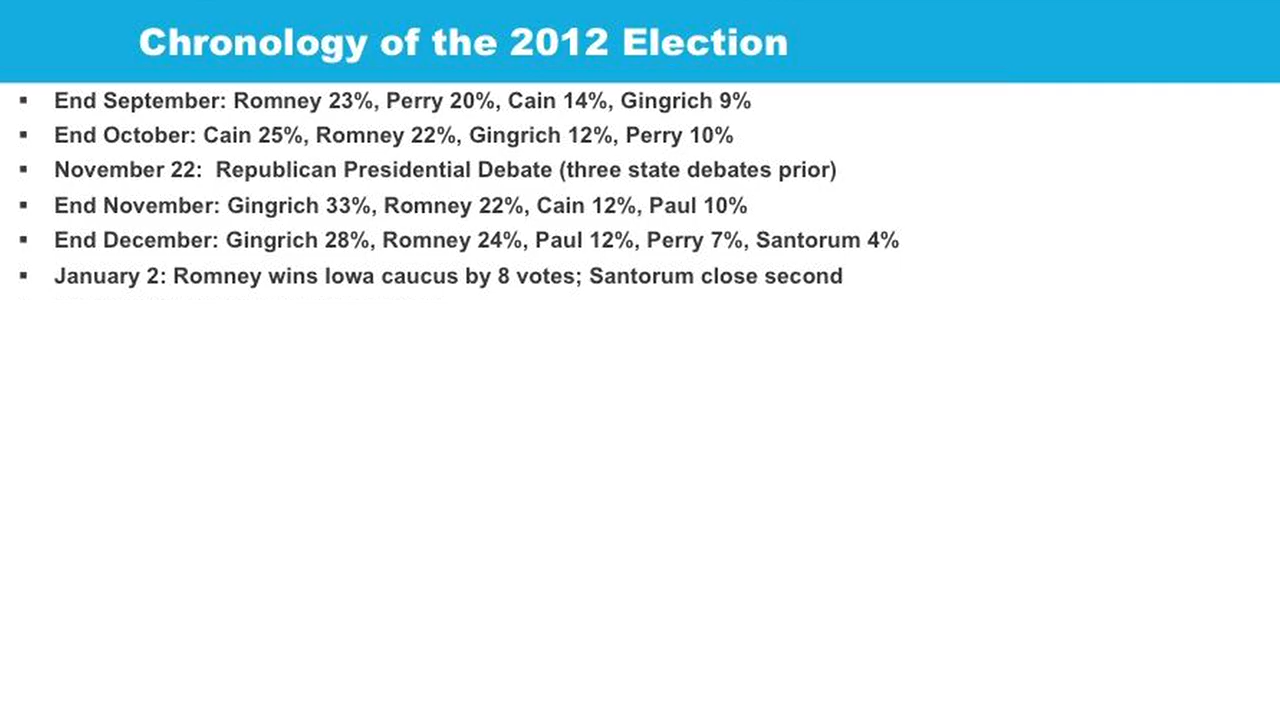 Chronology of the 2012 Election
▪ End September: Romney 23%, Perry 20%, Cain 14%, Gingrich 9%
▪ End October: Cain 25%, Romney 22%, Gingrich 12%, Perry 10%
▪ November 22:  Republican Presidential Debate (three state debates prior)
▪ End November: Gingrich 33%, Romney 22%, Cain 12%, Paul 10%
▪ End December: Gingrich 28%, Romney 24%, Paul 12%, Perry 7%, Santorum 4%
▪ January 2: Romney wins Iowa caucus by 8 votes; Santorum close second